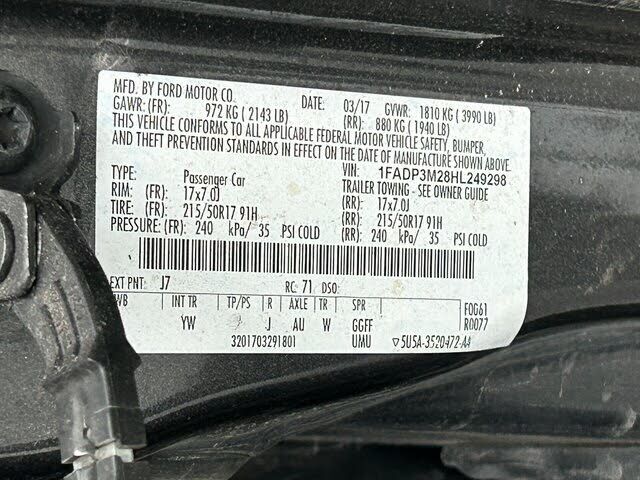 MFD. BY FORD MOTOR CO.
DATE: 03/17 GVWR: 1810 KG ( 3990 LB)
GAWR: (FR): 972 KG ( 2143 LB) (RR): 880 KG ( 1940 LB)
THIS VEHICLE CONFORMS TO ALL APPLICABLE FEDERAL MOTOR VEHICLE SAFETY, BUMPER,
AND THEFT PREVENTION STANDARDS IN EFFECT ON THE DATE OF MANUFACTURE SHOWN ABOVE.
VIN: 1FADP3M28HL249298
TYPE: Passenger Car TRAILER TOWING - SEE OWNER GUIDE
RIM: (FR): 17x7.0J (RR): 17x7.0J
TIRE: (FR): 215/50R17 91H (RR): 215/50R17 91H
PRESSURE: (FR): 240 kPa/ 35 PSI COLD (RR): 240 kPa/ 35 PSI COLD
EXT PNT: J7 RC: 71 DSO:
WB INT TR TP/PS R AXLE TR SPR FOG61
YW J AU W GGFF R0077
3201703291801 UMU ▽5U5A-3520472-AA